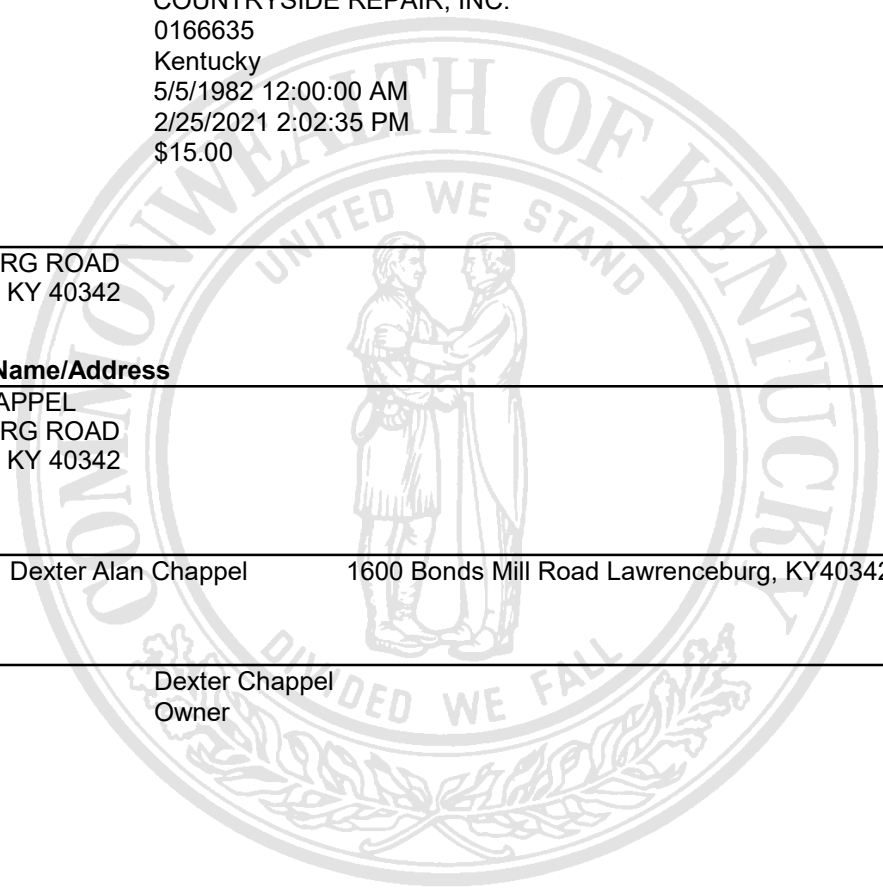 COUNTRYSIDE REPAIR, INC.
0166635
Kentucky
5/5/1982 12:00:00 AM
2/25/2021 2:02:35 PM
$15.00
RG ROAD
KY 40342
Name/Address
APPEL
RG ROAD
KY 40342
Dexter Alan Chappel 1600 Bonds Mill Road Lawrenceburg, KY40342
Dexter Chappel
Owner
COMMONWEALTH OF KENTUCKY
UNITED WE STAND
DIVIDED WE FALL